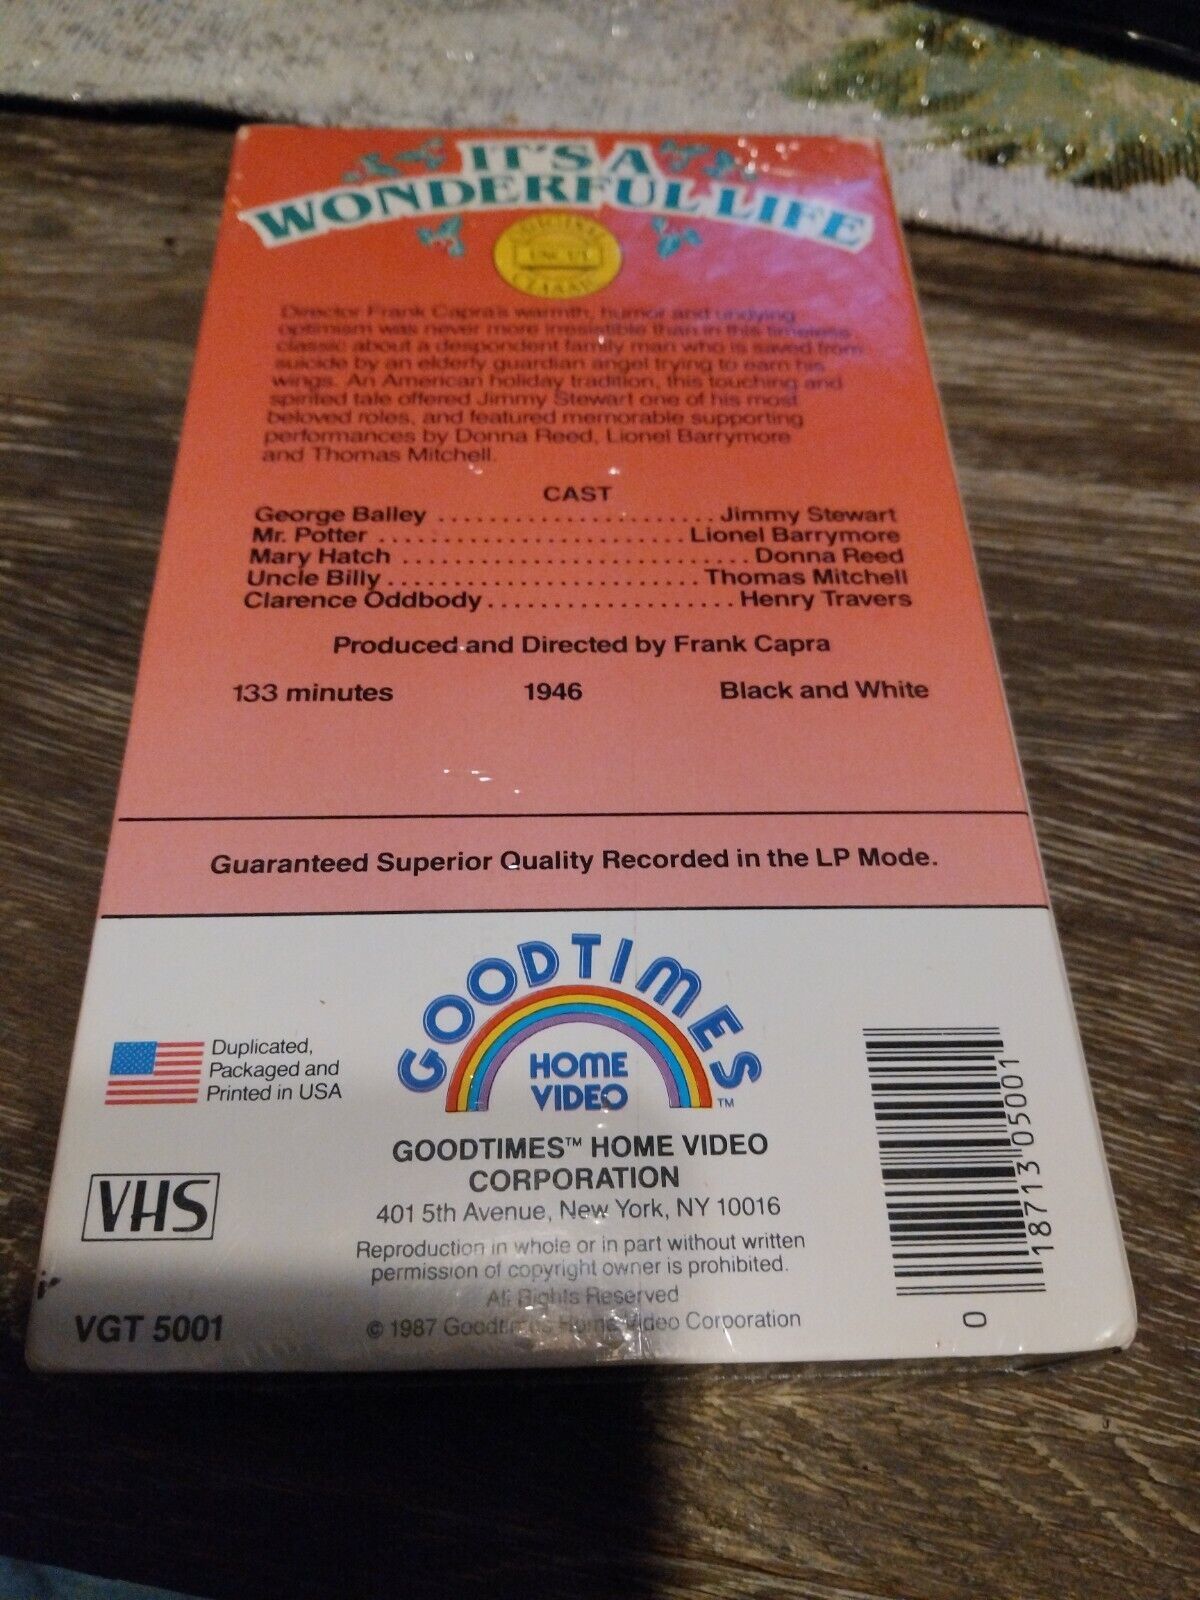 IT'S A
WONDERFUL LIFE
ORIGINAL
UNCUT
CLASSIC
Director Frank Capra's warmth, humor and undying
optimism was never more irresistible than in this timeless
classic about a despondent family man who is saved from
suicide by an elderly guardian angel trying to earn his
wings. An American holiday tradition, this touching and
spirited tale offered Jimmy Stewart one of his most
beloved roles, and featured memorable supporting
performances by Donna Reed, Lionel Barrymore
and Thomas Mitchell.
CAST
George Balley ...................... Jimmy Stewart
Mr. Potter ........................ Lionel Barrymore
Mary Hatch ............................ Donna Reed
Uncle Billy ......................... Thomas Mitchell
Clarence Oddbody .................... Henry Travers
Produced and Directed by Frank Capra
133 minutes 1946 Black and White
Guaranteed Superior Quality Recorded in the LP Mode.
GOODTIMES
HOME
VIDEO ™
Duplicated,
Packaged and
Printed in USA
GOODTIMES™ HOME VIDEO
CORPORATION
401 5th Avenue, New York, NY 10016
Reproduction in whole or in part without written
permission of copyright owner is prohibited.
All Rights Reserved
© 1987 Goodtimes Home Video Corporation
VHS
VGT 5001
0 18713 05001